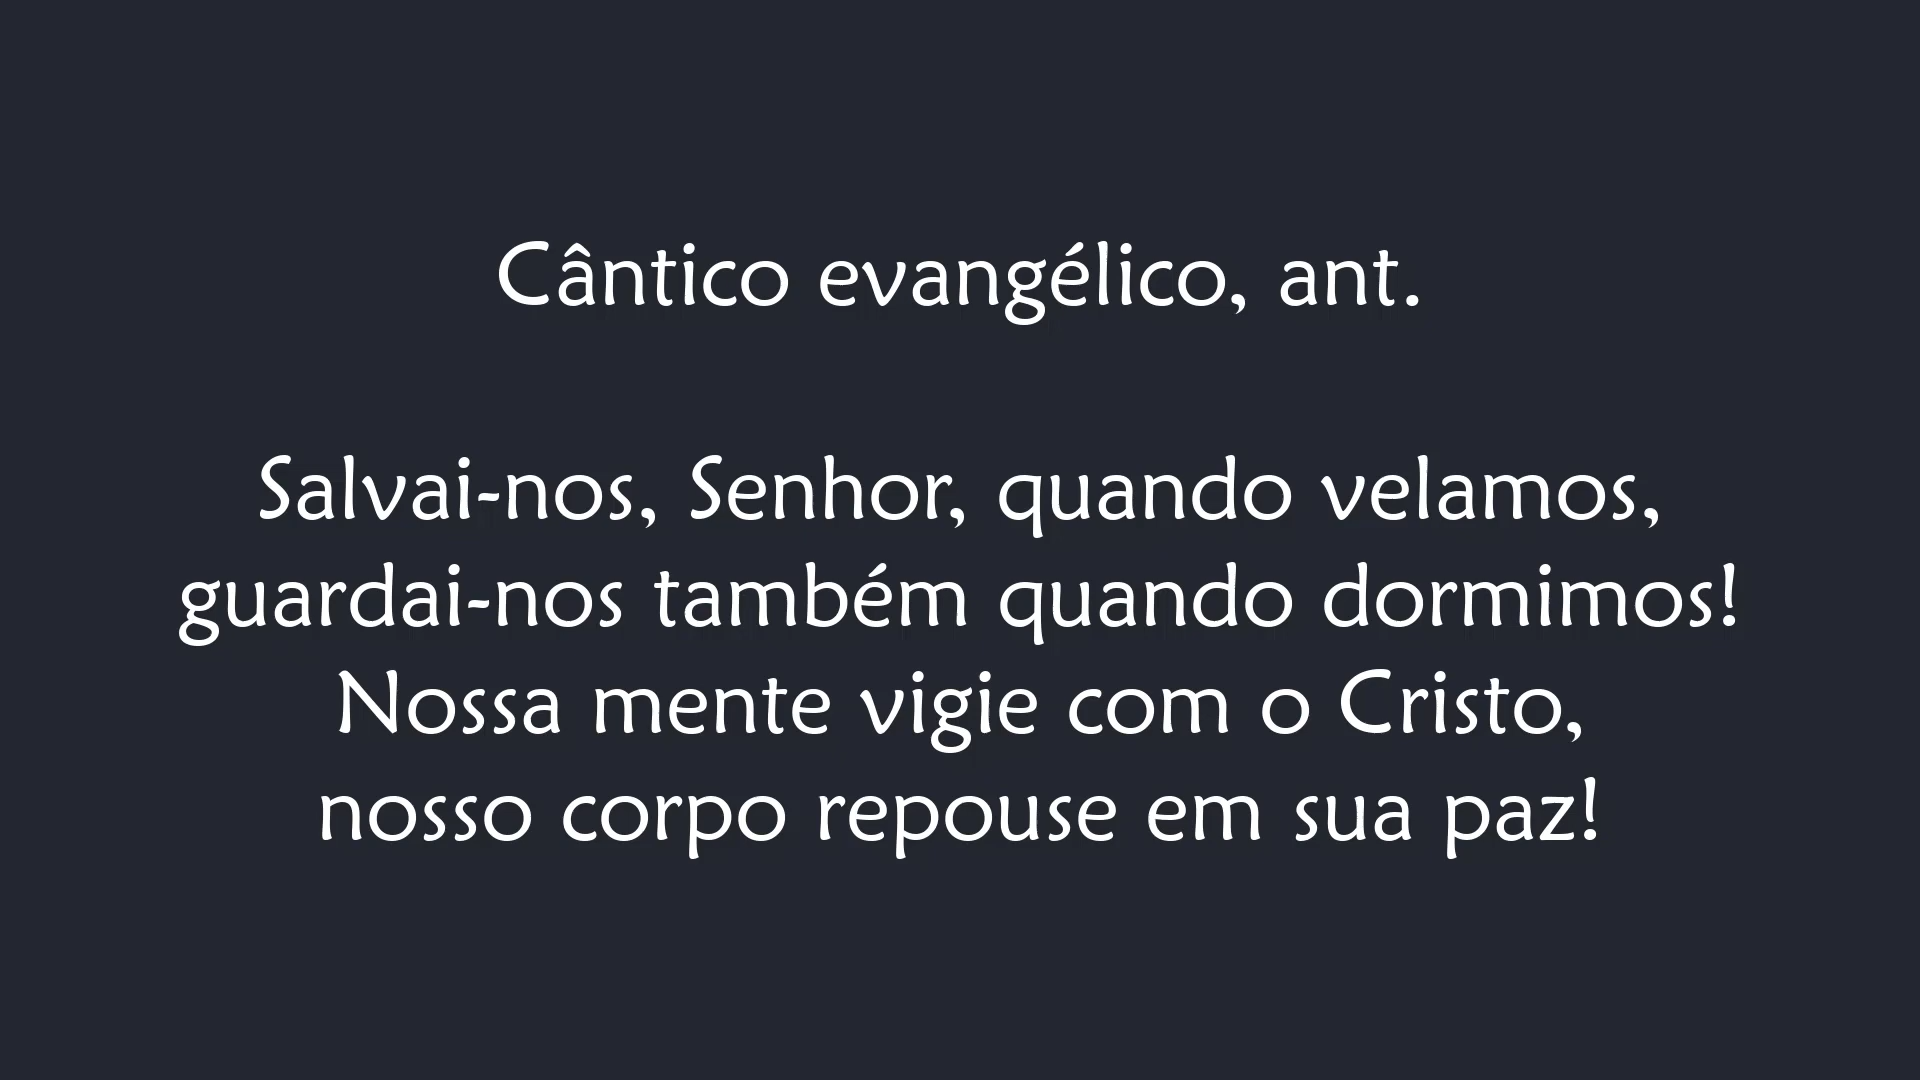 Cântico evangélico, ant.
Salvai-nos, Senhor, quando velamos,
guardai-nos também quando dormimos!
Nossa mente vigie com o Cristo,
nosso corpo repouse em sua paz!